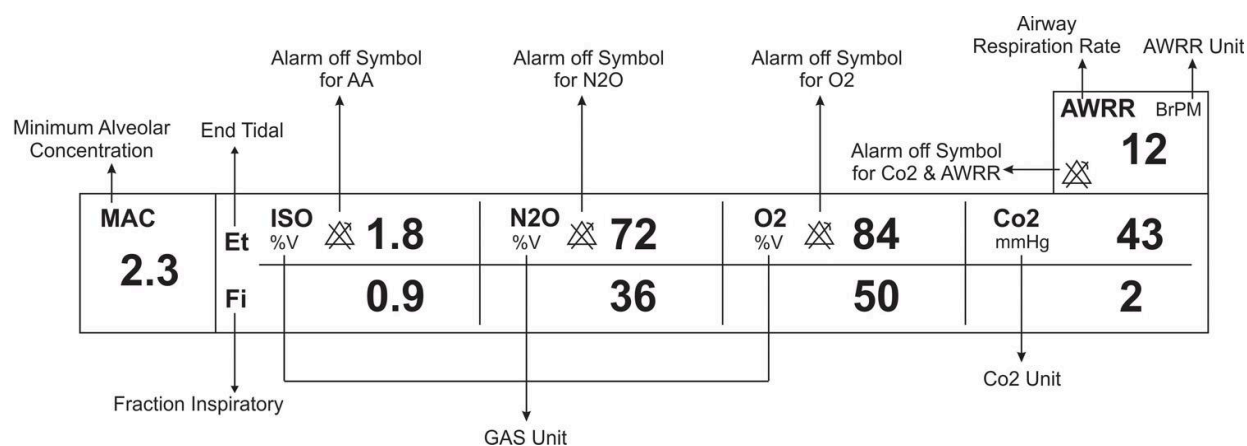 Airway
Respiration Rate
AWRR Unit
Alarm off Symbol
for AA
Alarm off Symbol
for N2O
Alarm off Symbol
for O2
AWRR BrPM
12
Minimum Alveolar
Concentration
End Tidal
Alarm off Symbol
for Co2 & AWRR
MAC
2.3
Et
ISO
%V
1.8
N2O
%V
72
O2
%V
84
Co2
mmHg
43
Fi
0.9
36
50
2
Fraction Inspiratory
GAS Unit
Co2 Unit